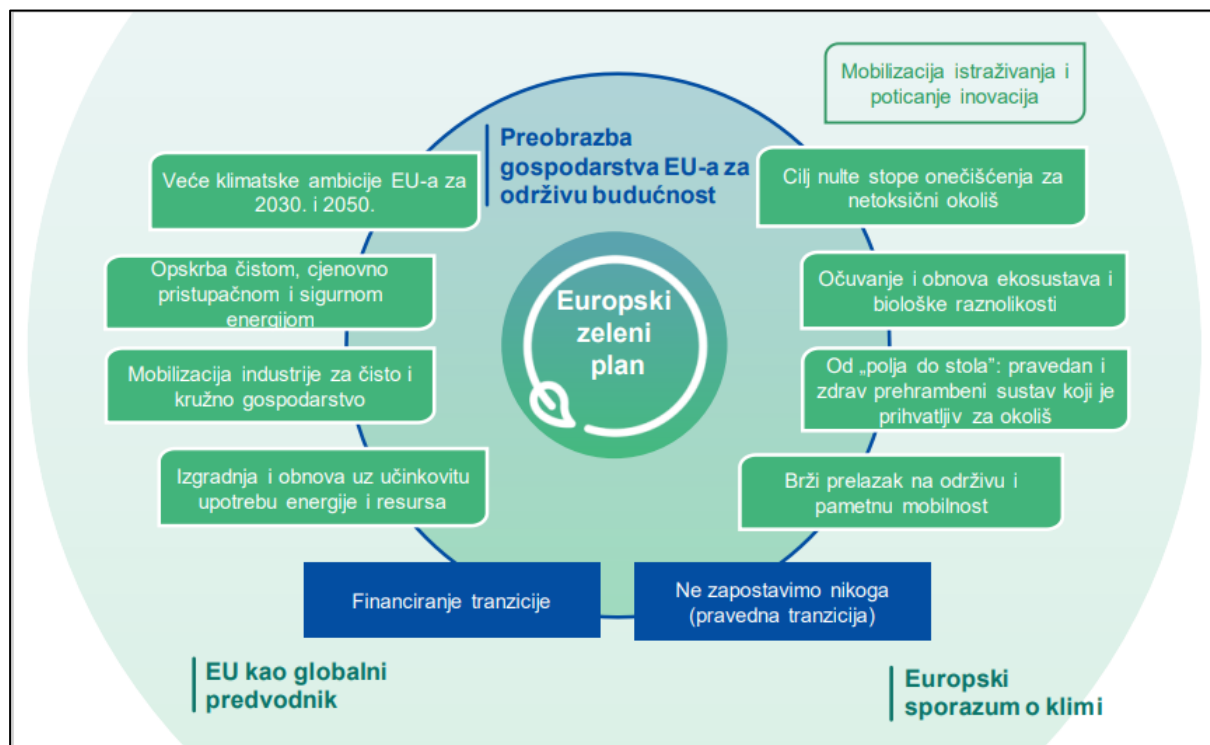 Mobilizacija istraživanja i
poticanje inovacija
Preobrazba
gospodarstva EU-a za
održivu budućnost
Veće klimatske ambicije EU-a za
2030. i 2050.
Cilj nulte stope onečišćenja za
netoksični okoliš
Opskrba čistom, cjenovno
pristupačnom i sigurnom
energijom
Očuvanje i obnova ekosustava i
biološke raznolikosti
Europski
zeleni
plan
Mobilizacija industrije za čisto i
kružno gospodarstvo
Od „polja do stola”: pravedan i
zdrav prehrambeni sustav koji je
prihvatljiv za okoliš
Izgradnja i obnova uz učinkovitu
upotrebu energije i resursa
Brži prelazak na održivu i
pametnu mobilnost
Financiranje tranzicije
Ne zapostavimo nikoga
(pravedna tranzicija)
EU kao globalni
predvodnik
Europski
sporazum o klimi